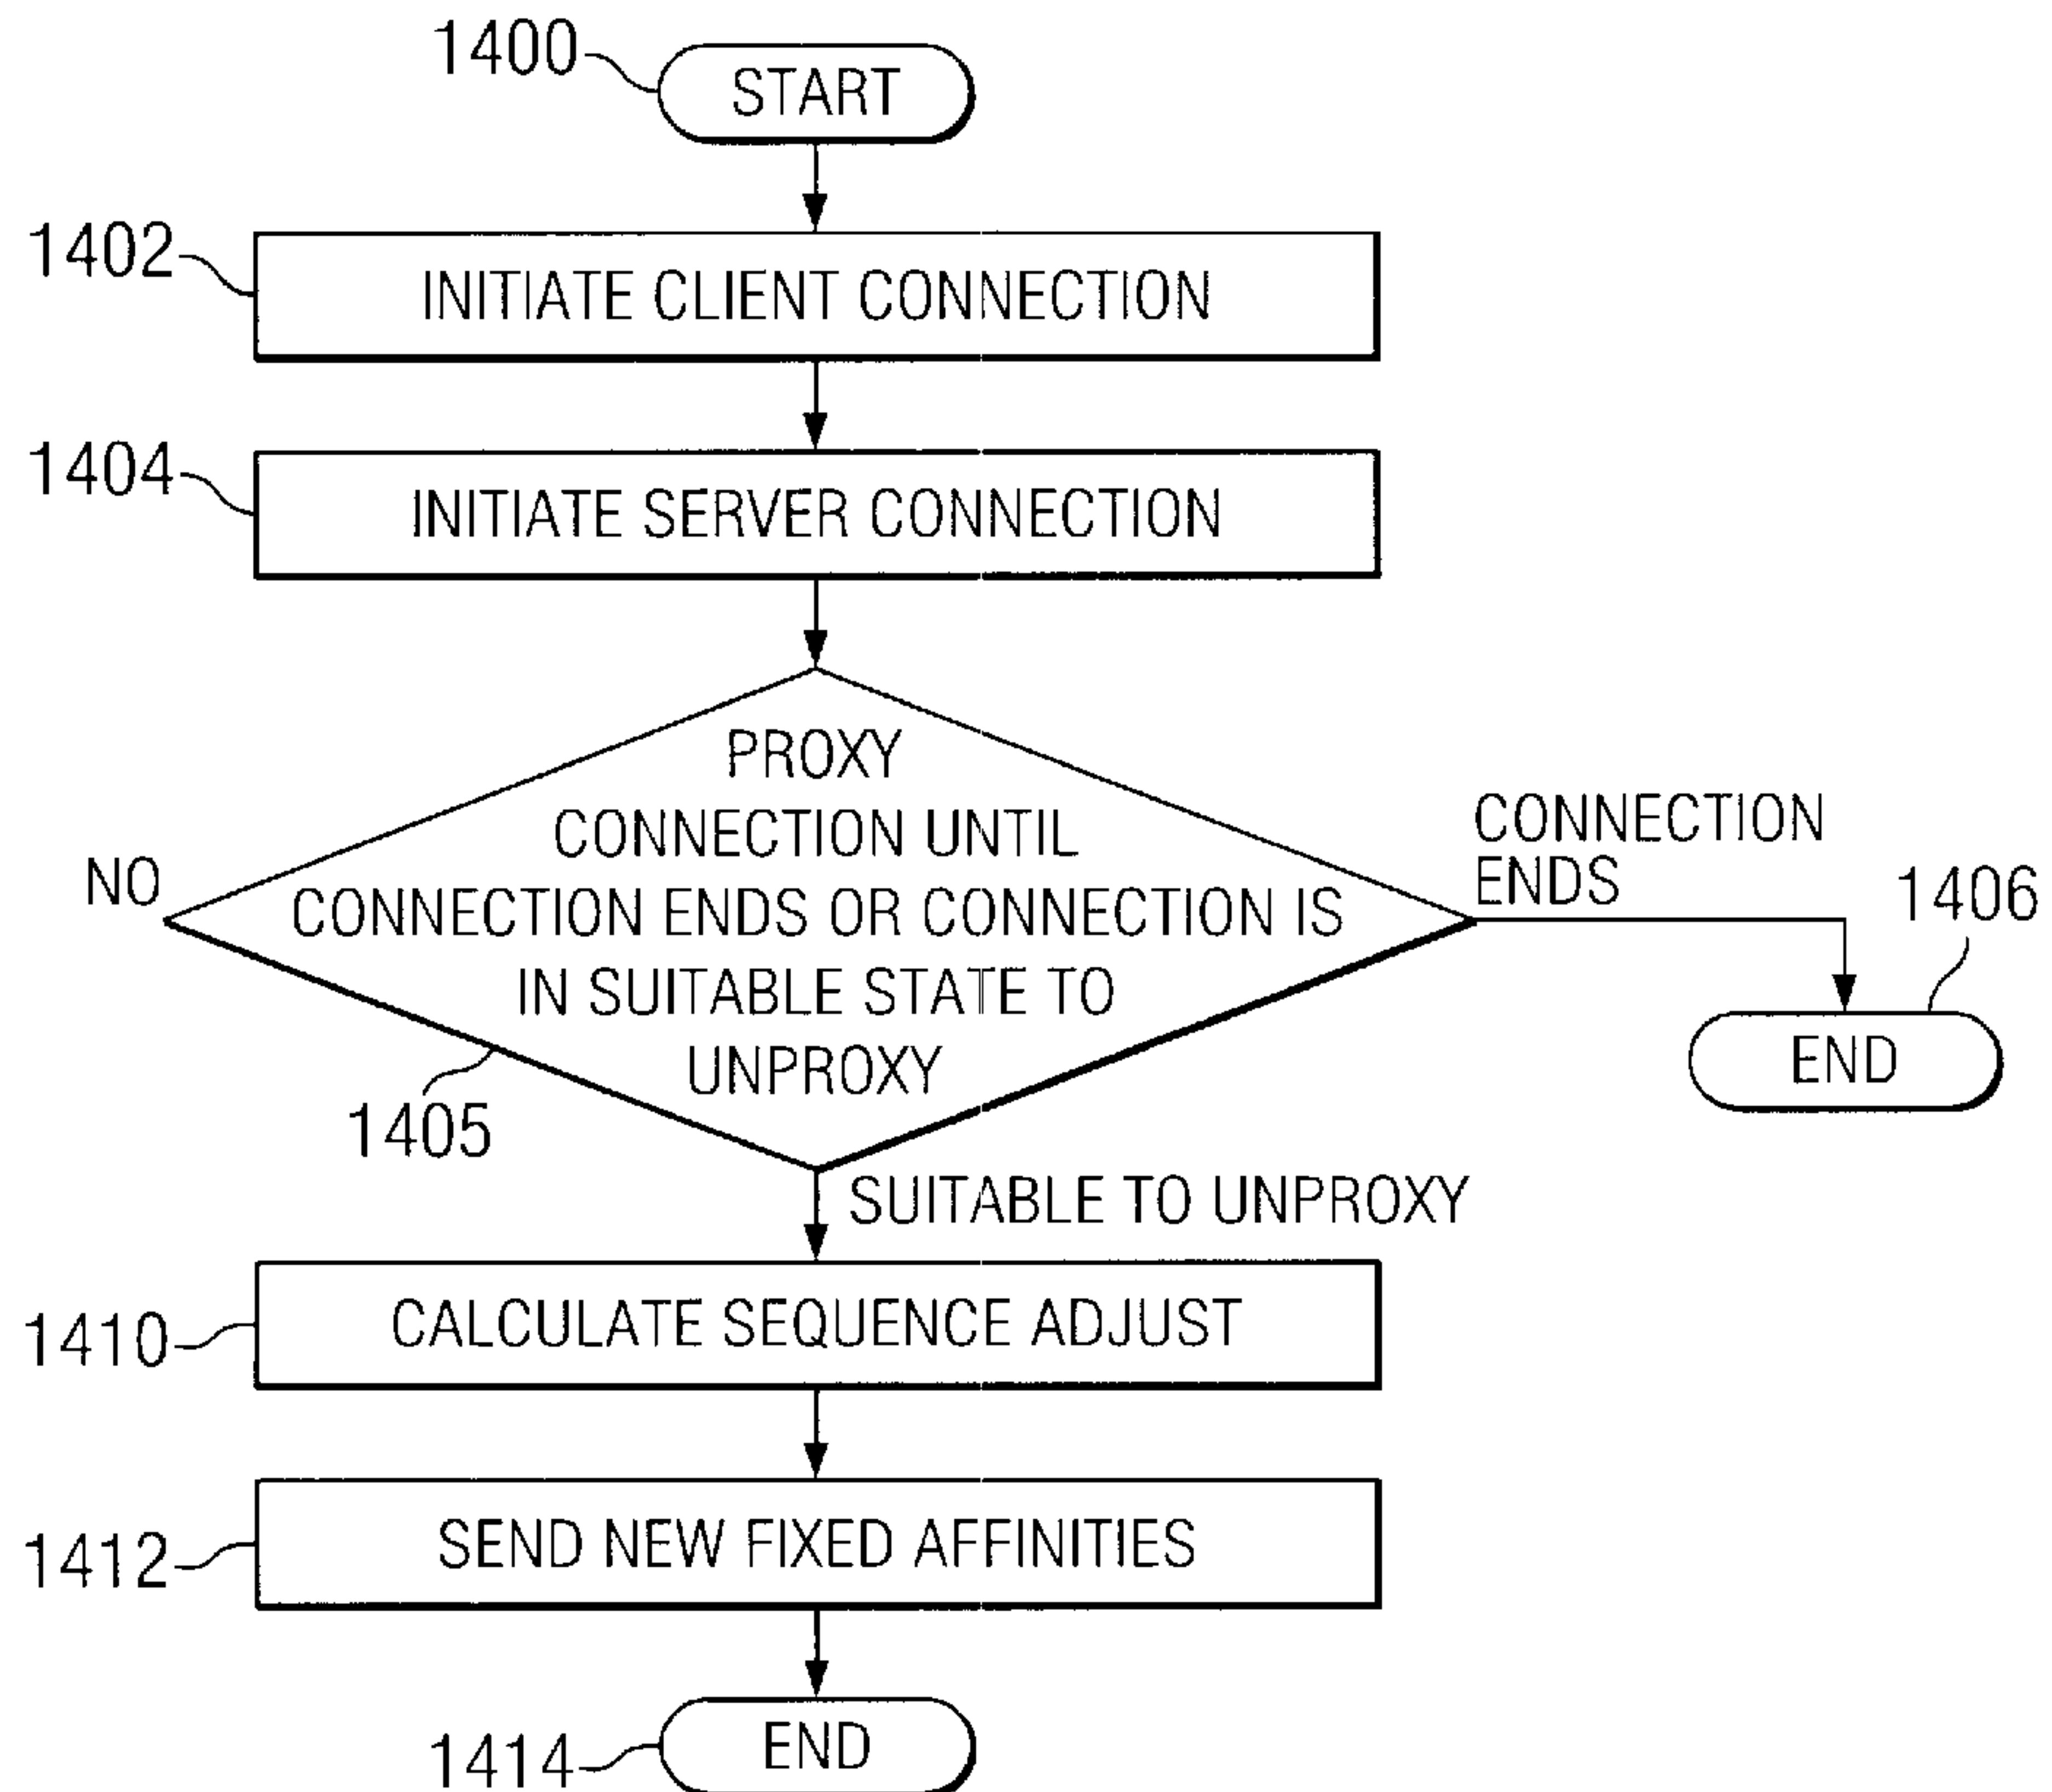 1400
START
1402
INITIATE CLIENT CONNECTION
1404
INITIATE SERVER CONNECTION
PROXY
CONNECTION UNTIL
CONNECTION ENDS OR CONNECTION IS
IN SUITABLE STATE TO
UNPROXY
NO
CONNECTION
ENDS
1406
END
1405
SUITABLE TO UNPROXY
1410
CALCULATE SEQUENCE ADJUST
1412
SEND NEW FIXED AFFINITIES
1414
END